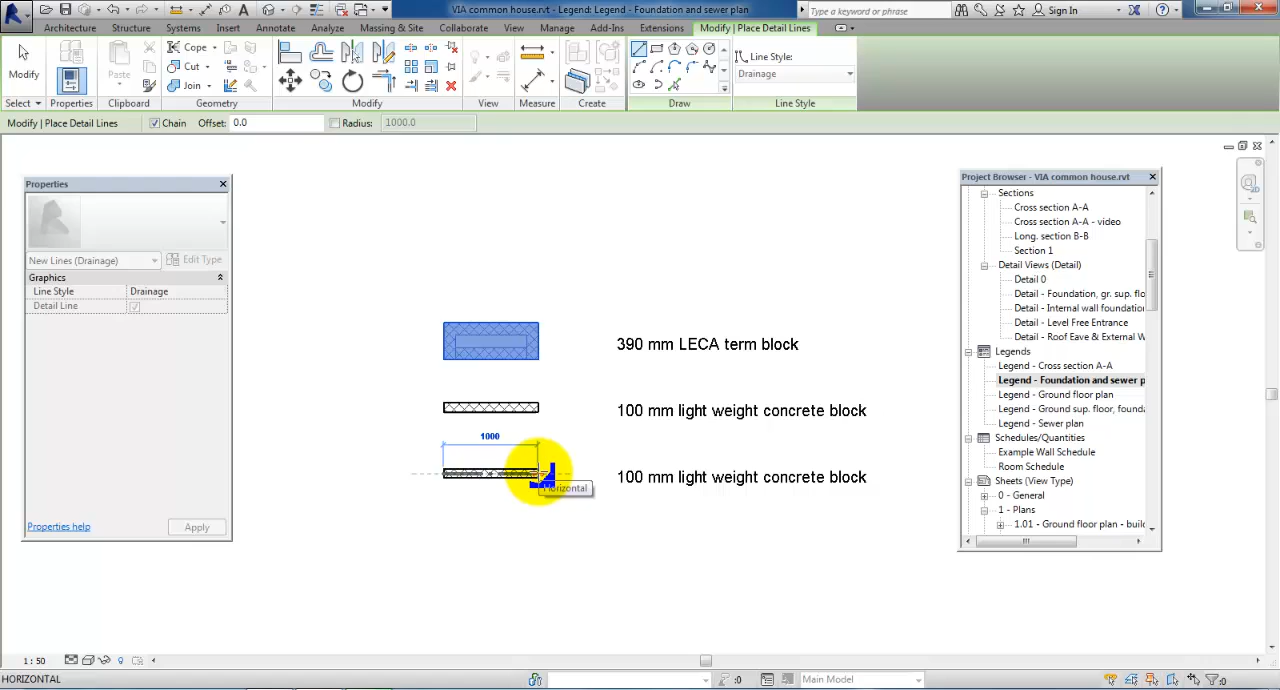 VIA common house.rvt - Legend: Legend - Foundation and sewer plan
Type a keyword or phrase
Sign In
Architecture Structure Systems Insert Annotate Analyze Massing & Site Collaborate View Manage Add-Ins Extensions Modify | Place Detail Lines
Modify
Paste
Cope
Cut
Join
Line Style:
Drainage
Select Properties Clipboard Geometry Modify View Measure Create Draw Line Style
Modify | Place Detail Lines Chain Offset: 0.0 Radius: 1000.0
Properties
New Lines (Drainage) Edit Type
Graphics
Line Style Drainage
Detail Line
Properties help Apply
390 mm LECA term block
100 mm light weight concrete block
1000
100 mm light weight concrete block
Horizontal
Project Browser - VIA common house.rvt
Sections
Cross section A-A
Cross section A-A - video
Long. section B-B
Section 1
Detail Views (Detail)
Detail 0
Detail - Foundation, gr. sup. flo
Detail - Internal wall foundatio
Detail - Level Free Entrance
Detail - Roof Eave & External W
Legends
Legend - Cross section A-A
Legend - Foundation and sewer p
Legend - Ground floor plan
Legend - Ground sup. floor, founda
Legend - Sewer plan
Schedules/Quantities
Example Wall Schedule
Room Schedule
Sheets (View Type)
0 - General
1 - Plans
1.01 - Ground floor plan - buil
1 : 50
:0 Main Model :0
HORIZONTAL